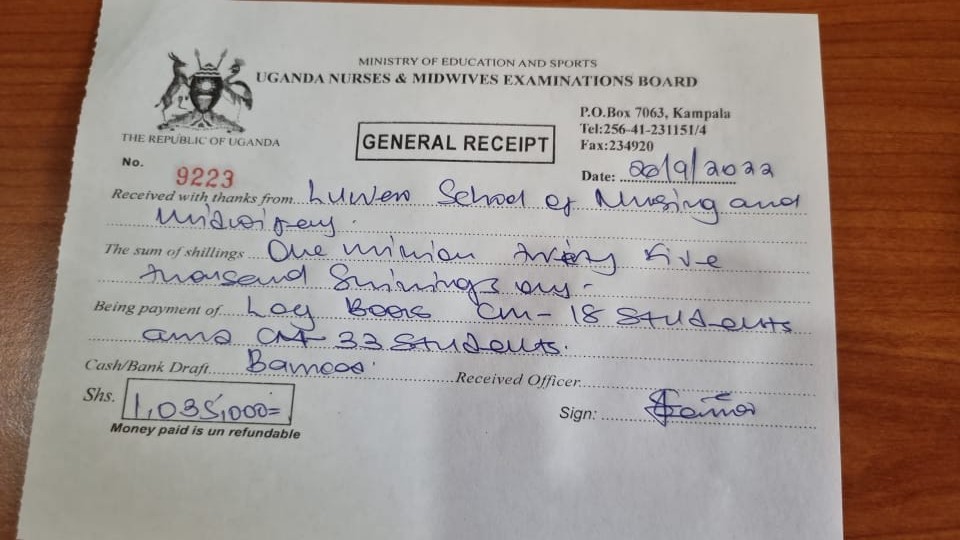 MINISTRY OF EDUCATION AND SPORTS
UGANDA NURSES & MIDWIVES EXAMINATIONS BOARD
THE REPUBLIC OF UGANDA
P.O.Box 7063, Kampala
Tel:256-41-231151/4
Fax:234920
GENERAL RECEIPT
No. 9223
Date: 20/9/2022
Received with thanks from Luwero School of Nursing and
Midwifery.
The sum of shillings One million thirty five
thousand shillings only.
Being payment of Log Books CM - 18 students
and CN 33 students.
Cash/Bank Draft
Received Officer
Shs. 1,035,000=
Sign:
Money paid is un refundable